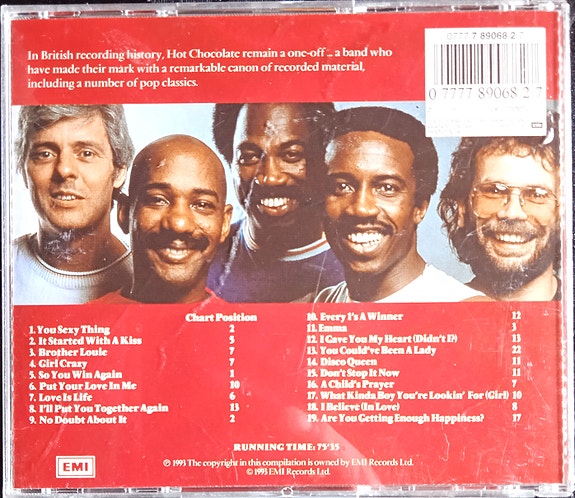 In British recording history, Hot Chocolate remain a one-off ... a band who
have made their mark with a remarkable canon of recorded material,
including a number of pop classics.
0777 7 89068 2 7
0 7777 89068 2 7
Chart Position
1. You Sexy Thing 2
2. It Started With A Kiss 5
3. Brother Louie 7
4. Girl Crazy 7
5. So You Win Again 1
6. Put Your Love In Me 10
7. Love Is Life 6
8. I'll Put You Together Again 13
9. No Doubt About It 2
10. Every 1's A Winner 12
11. Emma 3
12. I Gave You My Heart (Didn't I?) 13
13. You Could've Been A Lady 22
14. Disco Queen 11
15. Don't Stop It Now 11
16. A Child's Prayer 7
17. What Kinda Boy You're Lookin' For (Girl) 10
18. I Believe (In Love) 8
19. Are You Getting Enough Happiness? 17
RUNNING TIME: 75'35
EMI
℗ 1993 The copyright in this compilation is owned by EMI Records Ltd.
© 1993 EMI Records Ltd.